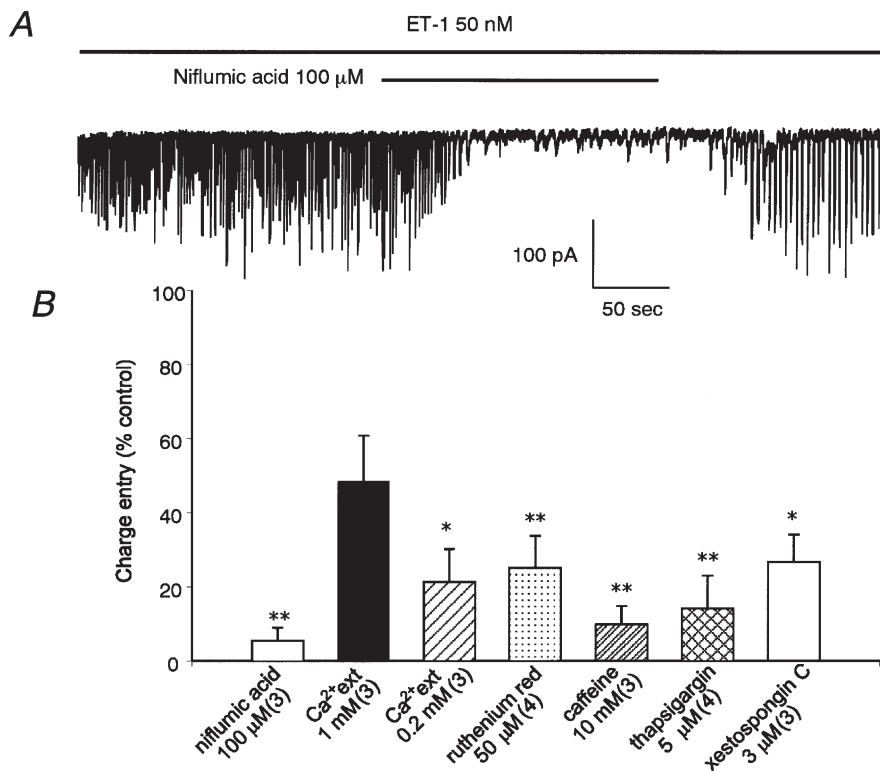 A
ET-1 50 nM
Niflumic acid 100 μM
100 pA
50 sec
B
Charge entry (% control)
100
80
60
40
20
0
**
*
**
**
**
*
niflumic acid
100 μM(3)
Ca²⁺ext
1 mM(3)
Ca²⁺ext
0.2 mM(3)
ruthenium red
50 μM(4)
caffeine
10 mM(3)
thapsigargin
5 μM(4)
xestospongin C
3 μM(3)